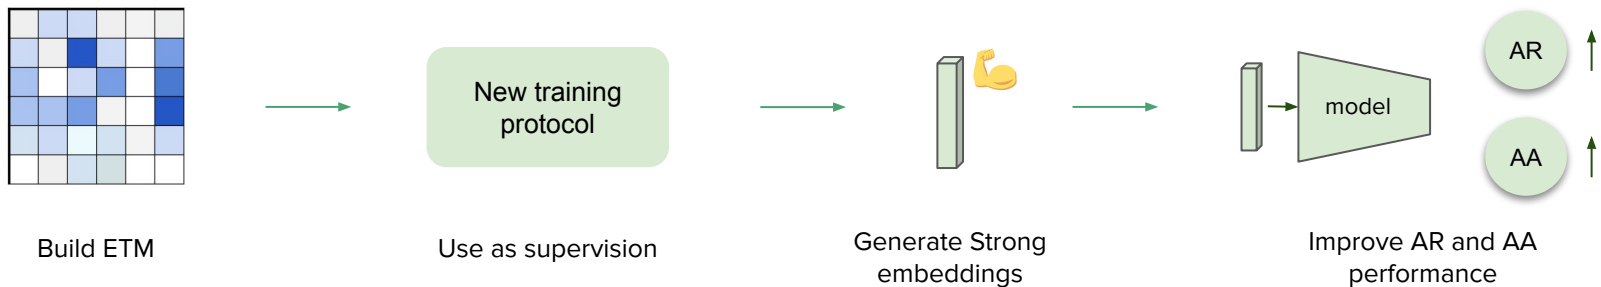 New training
protocol
model
AR
AA
Build ETM
Use as supervision
Generate Strong
embeddings
Improve AR and AA
performance